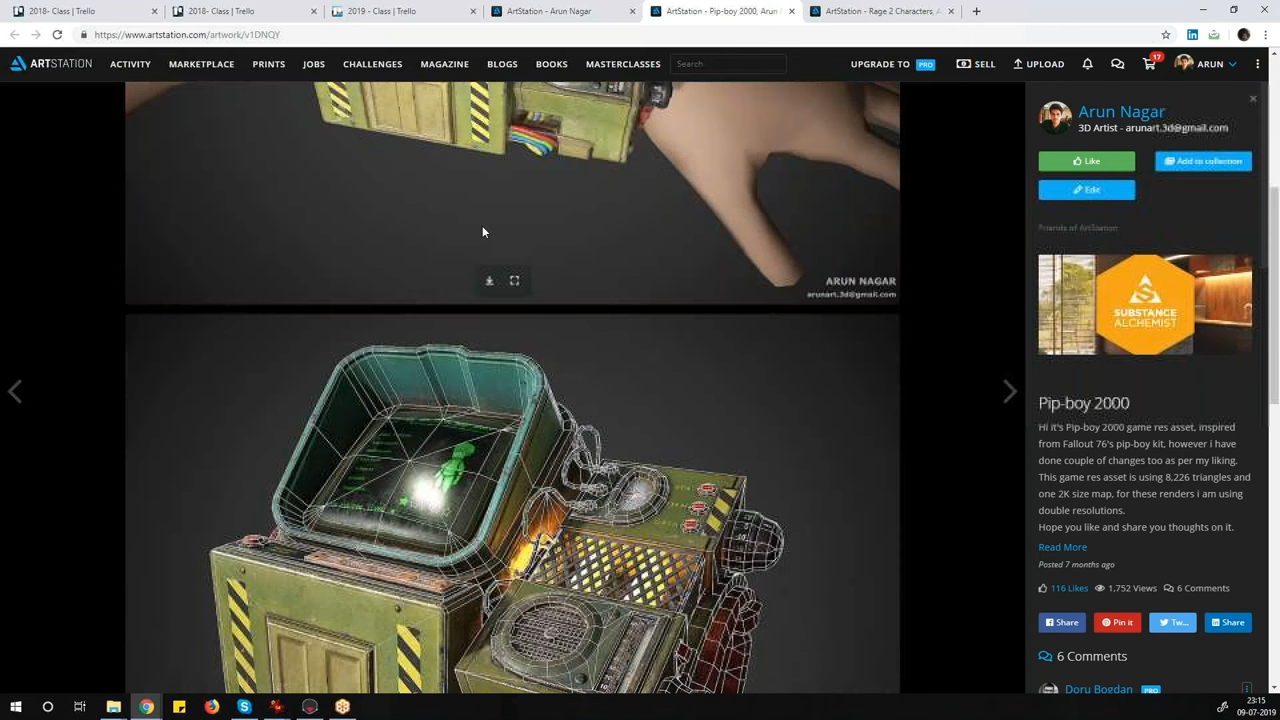 2018- Class | Trello
2018- Class | Trello
2019 - Class | Trello
ArtStation - Arun Nagar
ArtStation - Pip-boy 2000, Arun
ArtStation - Rage 2 Characters,
https://www.artstation.com/artwork/v1DNQY
ARTSTATION
ACTIVITY
MARKETPLACE
PRINTS
JOBS
CHALLENGES
MAGAZINE
BLOGS
BOOKS
MASTERCLASSES
Search
UPGRADE TO PRO
SELL
UPLOAD
17
ARUN
ARUN NAGAR
arunart.3d@gmail.com
Arun Nagar
3D Artist - arunart.3d@gmail.com
Like
Add to collection
Edit
Friends of ArtStation
SUBSTANCE
ALCHEMIST
Pip-boy 2000
Hi it's Pip-boy 2000 game res asset, inspired
from Fallout 76's pip-boy kit, however i have
done couple of changes too as per my liking.
This game res asset is using 8,226 triangles and
one 2K size map, for these renders i am using
double resolutions.
Hope you like and share you thoughts on it.
Read More
Posted 7 months ago
116 Likes
1,752 Views
6 Comments
Share
Pin it
Tw...
Share
6 Comments
Doru Bogdan PRO
23:15
09-07-2019